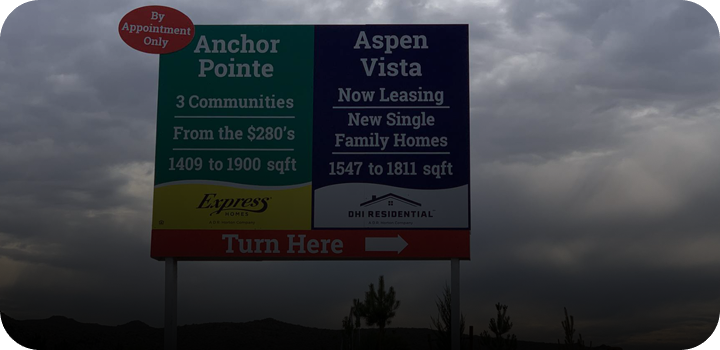 By
Appointment
Only
Anchor
Pointe
3 Communities
From the $280's
1409 to 1900 sqft
Express
HOMES
Aspen
Vista
Now Leasing
New Single
Family Homes
1547 to 1811 sqft
DHI RESIDENTIAL
Turn Here